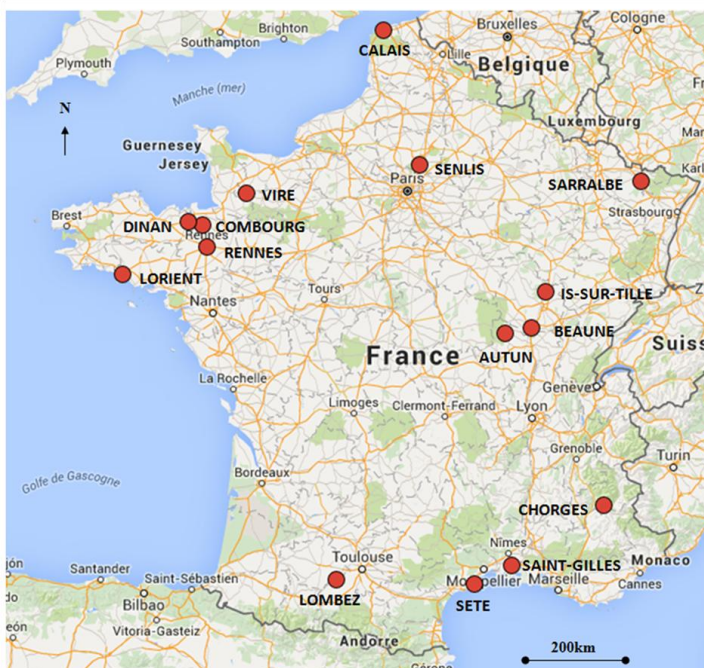 Brighton
Bruxelles
Cologne
Southampton
CALAIS
Lille
Plymouth
Belgique
Manche (mer)
N
Luxembourg
Guernesey
Jersey
SENLIS
Paris
SARRALBE
VIRE
Strasbourg
Brest
DINAN
COMBOURG
Rennes
RENNES
LORIENT
Tours
IS-SUR-TILLE
Nantes
BEAUNE
France
AUTUN
Suiss
La Rochelle
Genève
Limoges
Clermont-Ferrand
Lyon
Grenoble
Turin
Golfe de Gascogne
Bordeaux
CHORGES
Nîmes
Toulouse
SAINT-GILLES
Monaco
Santander
Saint-Sébastien
Montpellier
Marseille
Cannes
LOMBEZ
SETE
Bilbao
Vitoria-Gasteiz
Andorre
200km